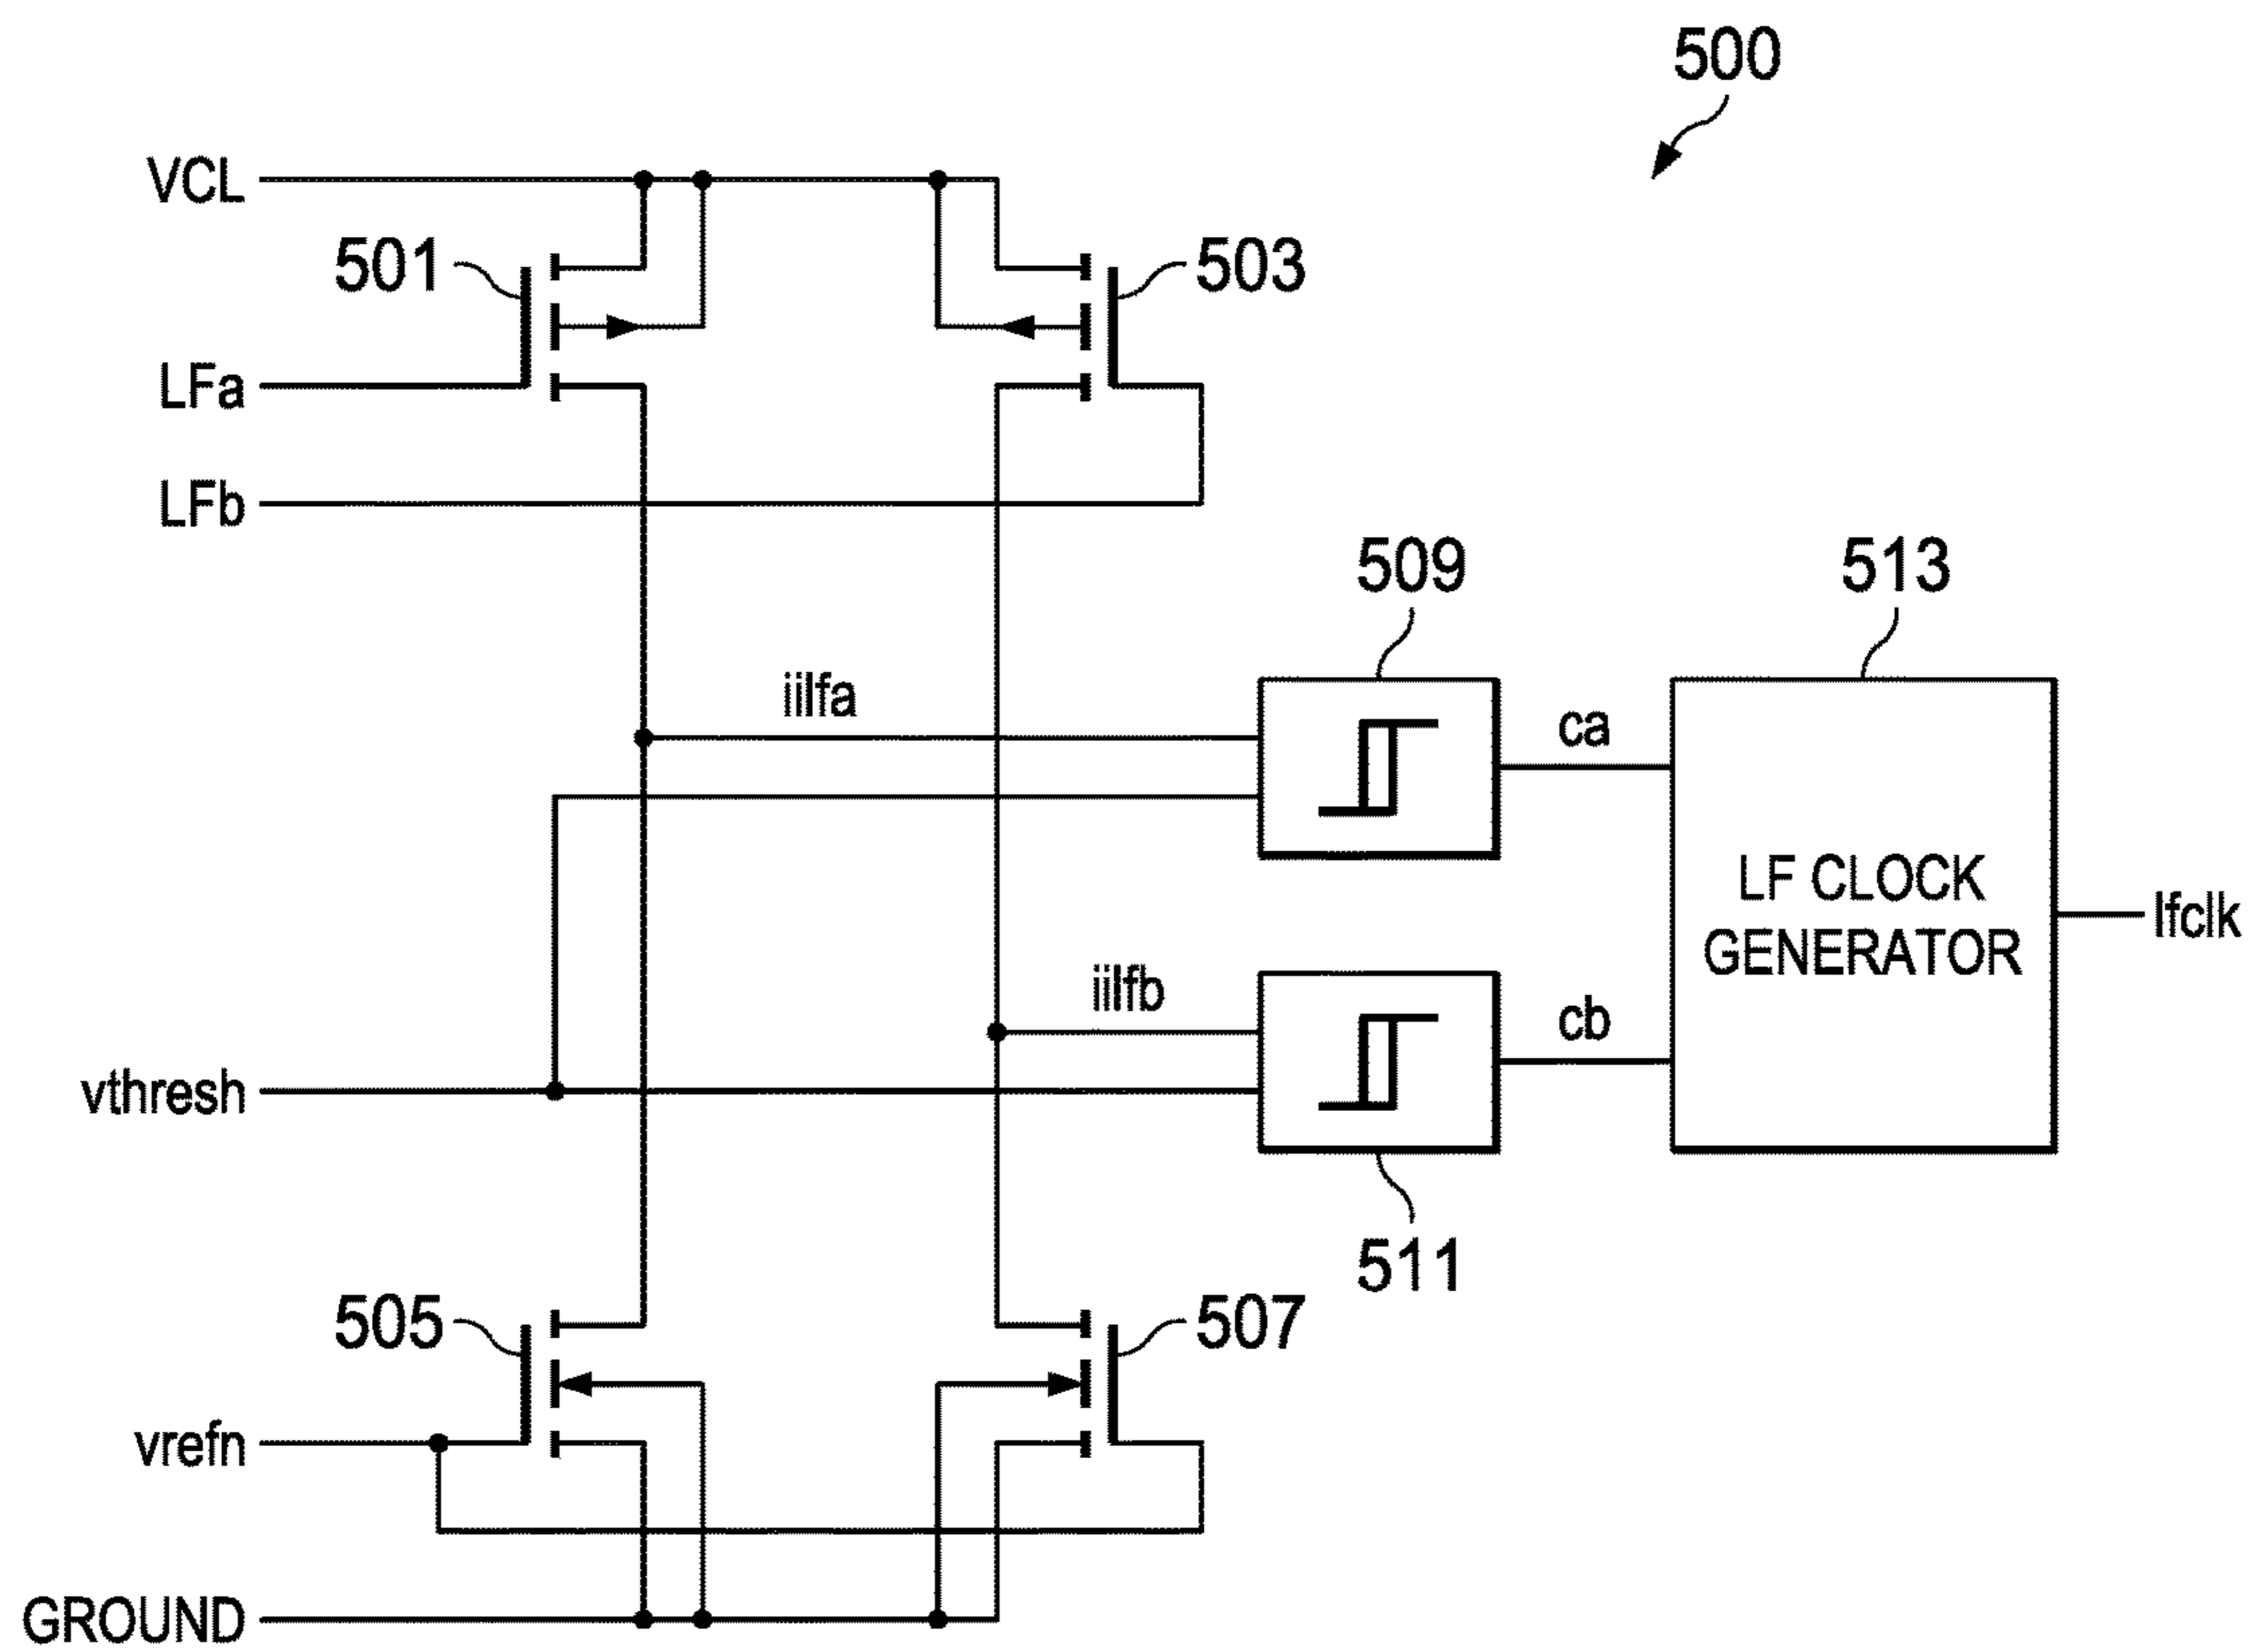 500
VCL
501
503
LFa
LFb
509
513
iilfa
ca
LF CLOCK
GENERATOR
lfclk
iilfb
cb
vthresh
511
505
507
vrefn
GROUND